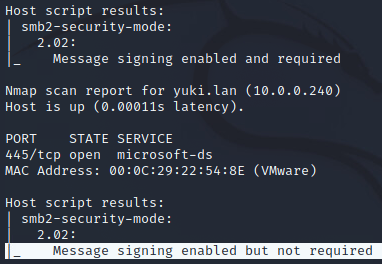 Host script results:
| smb2-security-mode:
|   2.02:
|_    Message signing enabled and required
Nmap scan report for yuki.lan (10.0.0.240)
Host is up (0.00011s latency).
PORT    STATE SERVICE
445/tcp open  microsoft-ds
MAC Address: 00:0C:29:22:54:8E (VMware)
Host script results:
| smb2-security-mode:
|   2.02:
|_    Message signing enabled but not required